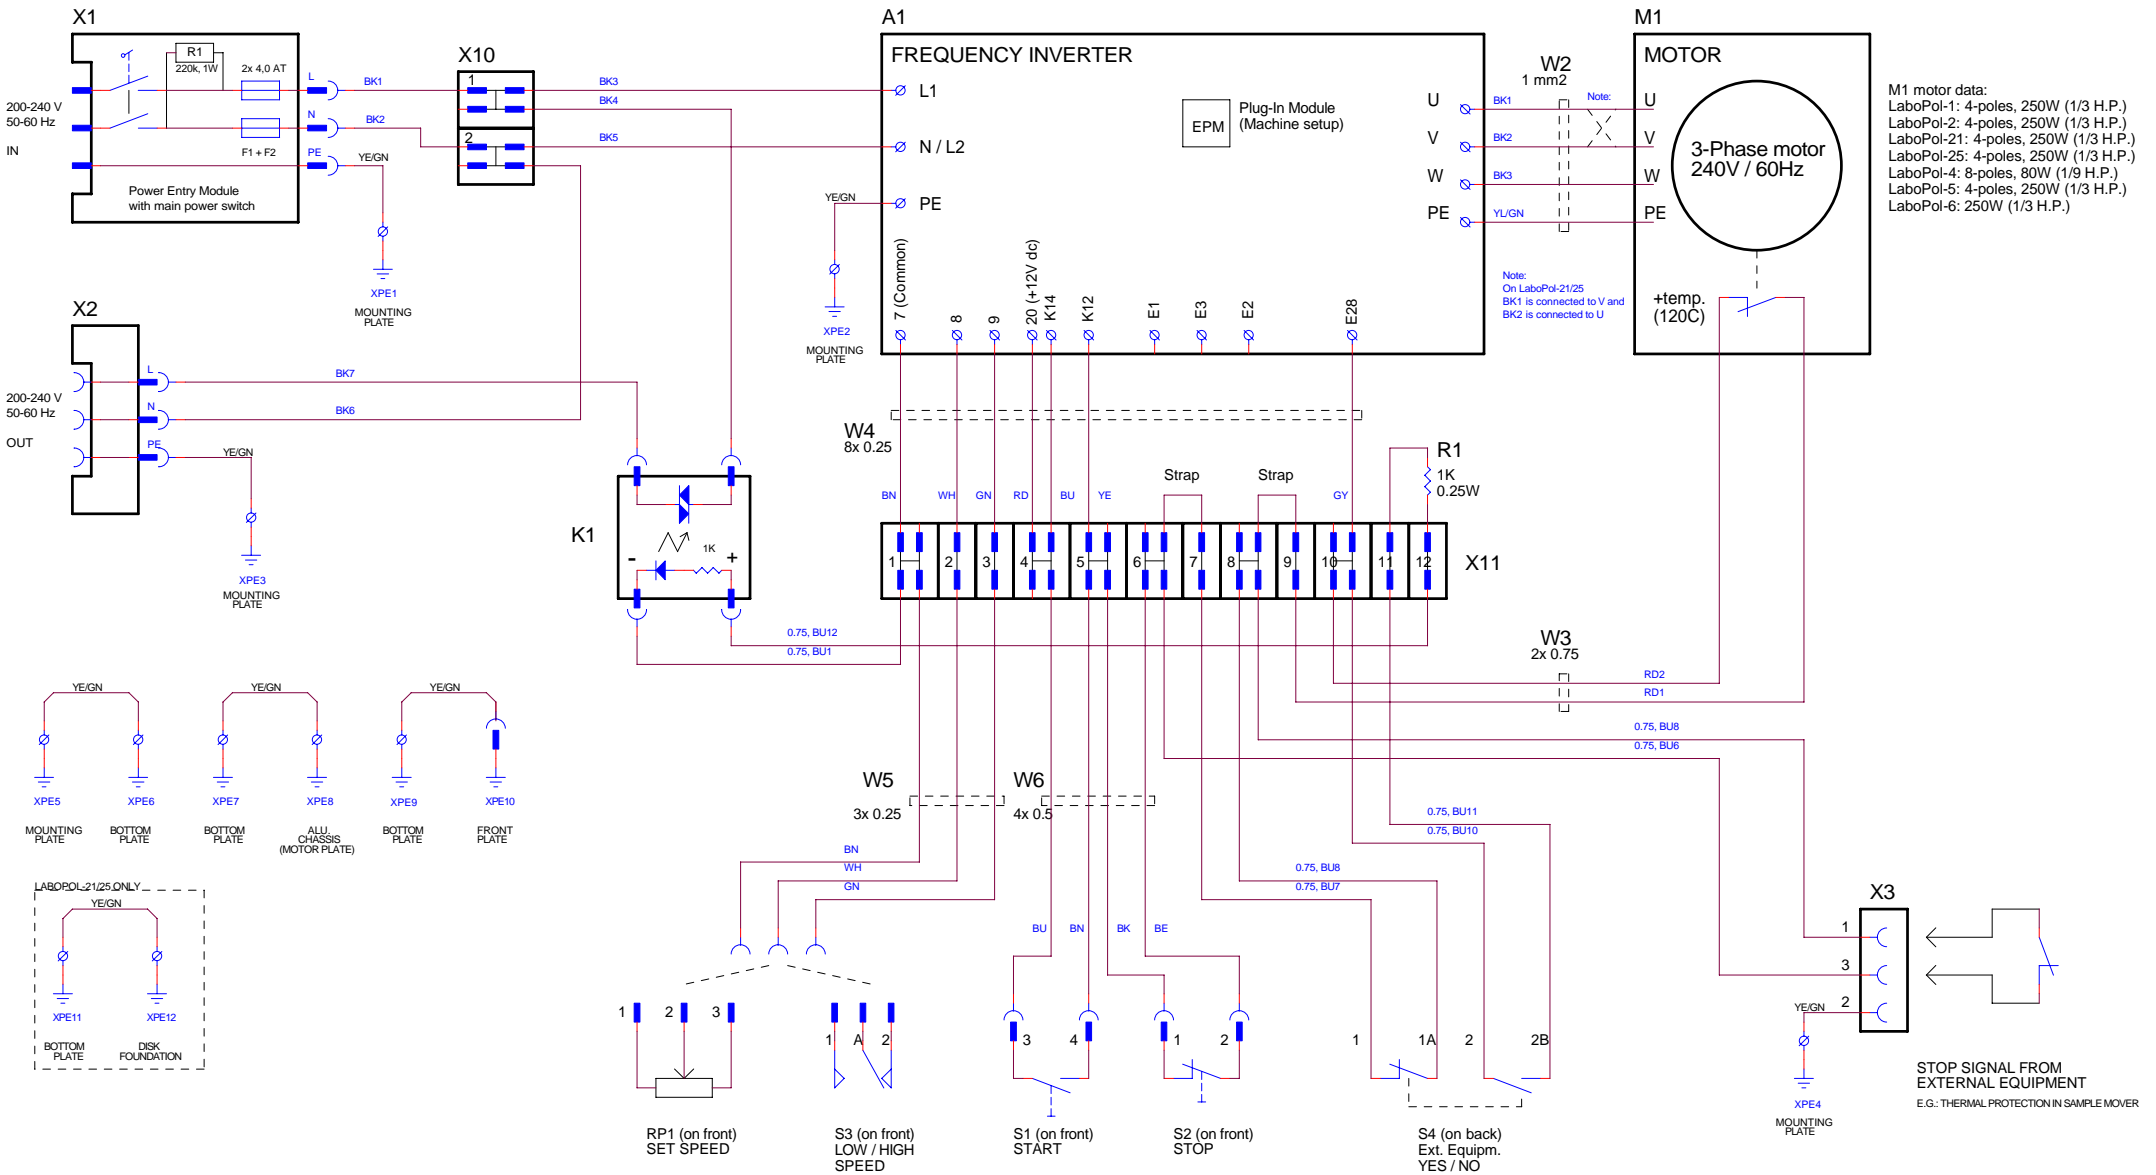 X1
R1
220k, 1W
2x 4,0 AT
200-240 V
50-60 Hz
IN
F1 + F2
Power Entry Module
with main power switch
L
N
PE
BK1
BK2
YE/GN
XPE1
MOUNTING
PLATE
X10
1
2
BK3
BK4
BK5
A1
FREQUENCY INVERTER
L1
N / L2
PE
YE/GN
XPE2
MOUNTING
PLATE
EPM
Plug-In Module
(Machine setup)
U
V
W
PE
7 (Common)
8
9
20 (+12V dc)
K14
K12
E1
E3
E2
E28
W2
1 mm2
BK1
BK2
BK3
YL/GN
Note:
Note:
On LaboPol-21/25
BK1 is connected to V and
BK2 is connected to U
M1
MOTOR
U
V
W
PE
3-Phase motor
240V / 60Hz
+temp.
(120C)
M1 motor data:
LaboPol-1: 4-poles, 250W (1/3 H.P.)
LaboPol-2: 4-poles, 250W (1/3 H.P.)
LaboPol-21: 4-poles, 250W (1/3 H.P.)
LaboPol-25: 4-poles, 250W (1/3 H.P.)
LaboPol-4: 8-poles, 80W (1/9 H.P.)
LaboPol-5: 4-poles, 250W (1/3 H.P.)
LaboPol-6: 250W (1/3 H.P.)
X2
200-240 V
50-60 Hz
OUT
L
N
PE
BK7
BK6
YE/GN
XPE3
MOUNTING
PLATE
K1
-
1K
+
0.75, BU12
0.75, BU1
W4
8x 0.25
BN
WH
GN
RD
BU
YE
Strap
Strap
GY
R1
1K
0.25W
1
2
3
4
5
6
7
8
9
10
11
12
X11
W3
2x 0.75
RD2
RD1
0.75, BU8
0.75, BU6
YE/GN
XPE5
XPE6
MOUNTING
PLATE
BOTTOM
PLATE
YE/GN
XPE7
XPE8
BOTTOM
PLATE
ALU.
CHASSIS
(MOTOR PLATE)
YE/GN
XPE9
XPE10
BOTTOM
PLATE
FRONT
PLATE
LABOPOL-21/25 ONLY
YE/GN
XPE11
XPE12
BOTTOM
PLATE
DISK
FOUNDATION
W5
3x 0.25
W6
4x 0.5
BN
WH
GN
BU
BN
BK
BE
0.75, BU11
0.75, BU10
0.75, BU8
0.75, BU7
1
2
3
RP1 (on front)
SET SPEED
1
A
2
S3 (on front)
LOW / HIGH
SPEED
3
4
S1 (on front)
START
1
2
S2 (on front)
STOP
1
1A
2
2B
S4 (on back)
Ext. Equipm.
YES / NO
X3
1
3
2
YE/GN
XPE4
MOUNTING
PLATE
STOP SIGNAL FROM
EXTERNAL EQUIPMENT
E.G.: THERMAL PROTECTION IN SAMPLE MOVER